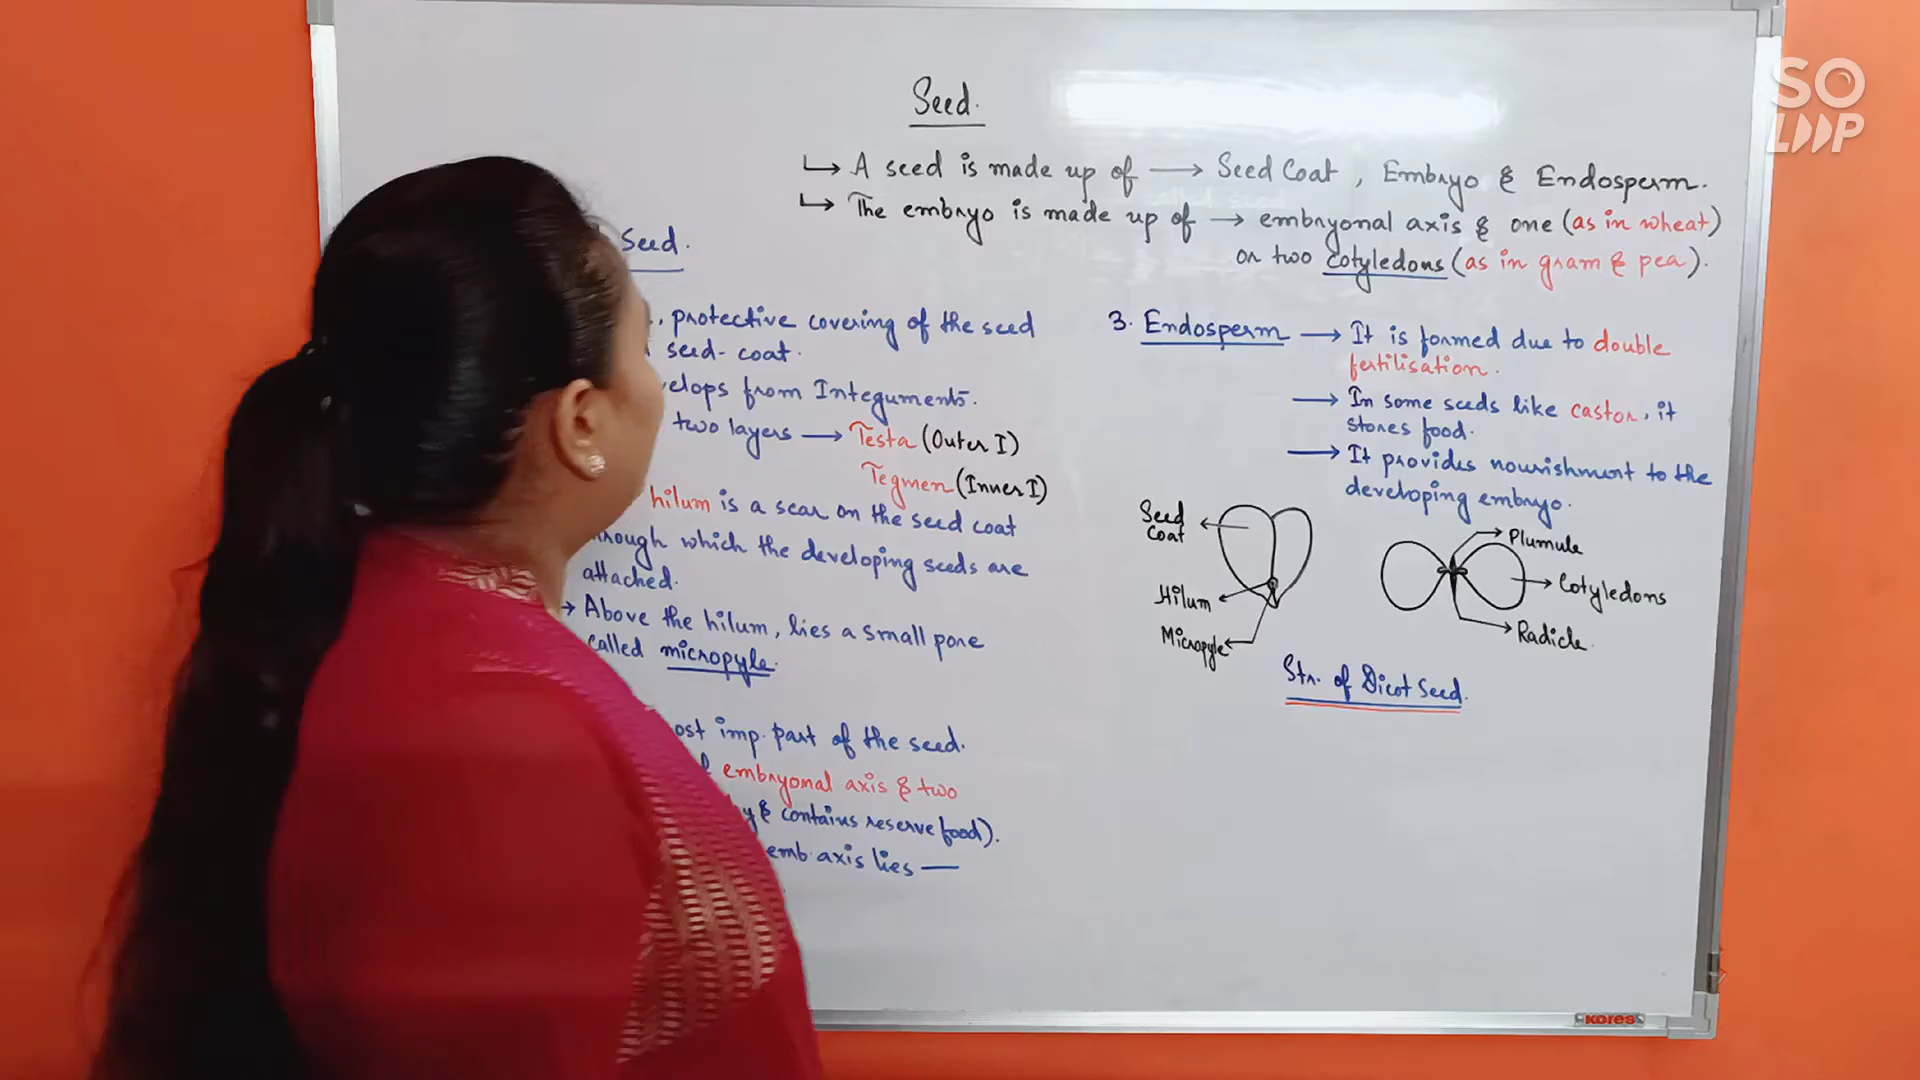 SO
LOOP
Seed.
↳ A seed is made up of → Seed Coat, Embryo & Endosperm.
↳ The embryo is made up of → embryonal axis & one (as in wheat)
or two cotyledons (as in gram & pea).
Seed.
protective covering of the seed
seed-coat.
from Integuments.
two layers → Testa (Outer I)
Tegmen (Inner I)
hilum is a scar on the seed coat
which the developing seeds are
attached.
→ Above the hilum, lies a small pore
called micropyle.
imp. part of the seed.
embryonal axis & two
& contains reserve food).
emb. axis lies —
3. Endosperm → It is formed due to double
fertilisation.
→ In some seeds like castor, it
stores food.
→ It provides nourishment to the
developing embryo.
Seed
Coat
Hilum
Micropyle
Plumule
Cotyledons
Radicle
Str. of Dicot Seed.
KORES